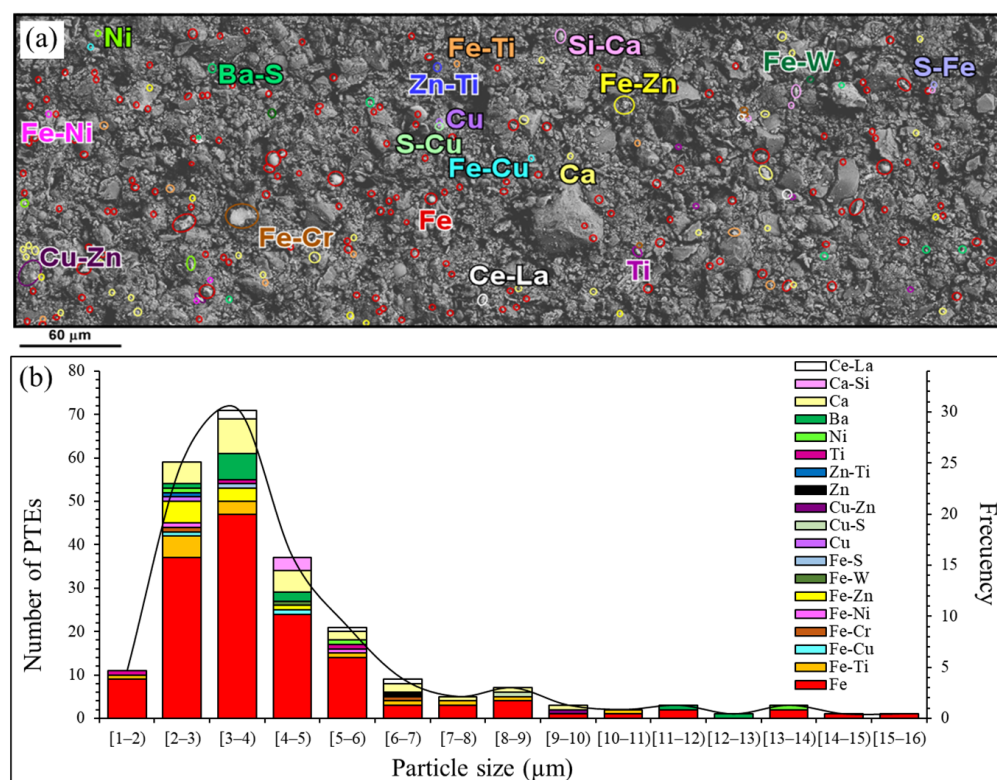 (a)
Ni
Fe-Ti
Si-Ca
Fe-W
Ba-S
Zn-Ti
Fe-Zn
S-Fe
Fe-Ni
Cu
S-Cu
Fe-Cu
Ca
Fe
Fe-Cr
Cu-Zn
Ti
Ce-La
60 µm
(b)
80
70
60
50
40
30
20
10
0
Number of PTEs
Ce-La
Ca-Si
Ca
Ba
Ni
Ti
Zn-Ti
Zn
Cu-Zn
Cu-S
Cu
Fe-S
Fe-W
Fe-Zn
Fe-Ni
Fe-Cr
Fe-Cu
Fe-Ti
Fe
30
25
20
15
10
5
0
Frecuency
[1–2) [2–3) [3–4) [4–5) [5–6) [6–7) [7–8) [8–9) [9–10) [10–11) [11–12) [12–13) [13–14) [14–15) [15–16)
Particle size (µm)